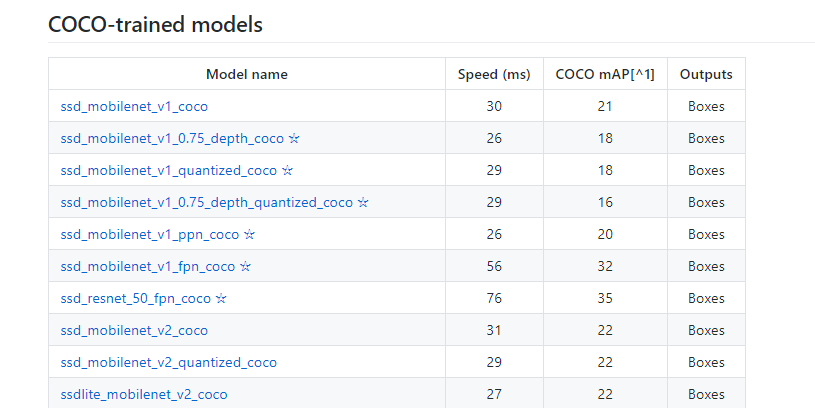 COCO-trained models
Model name Speed (ms) COCO mAP[^1] Outputs
ssd_mobilenet_v1_coco 30 21 Boxes
ssd_mobilenet_v1_0.75_depth_coco ☆ 26 18 Boxes
ssd_mobilenet_v1_quantized_coco ☆ 29 18 Boxes
ssd_mobilenet_v1_0.75_depth_quantized_coco ☆ 29 16 Boxes
ssd_mobilenet_v1_ppn_coco ☆ 26 20 Boxes
ssd_mobilenet_v1_fpn_coco ☆ 56 32 Boxes
ssd_resnet_50_fpn_coco ☆ 76 35 Boxes
ssd_mobilenet_v2_coco 31 22 Boxes
ssd_mobilenet_v2_quantized_coco 29 22 Boxes
ssdlite_mobilenet_v2_coco 27 22 Boxes